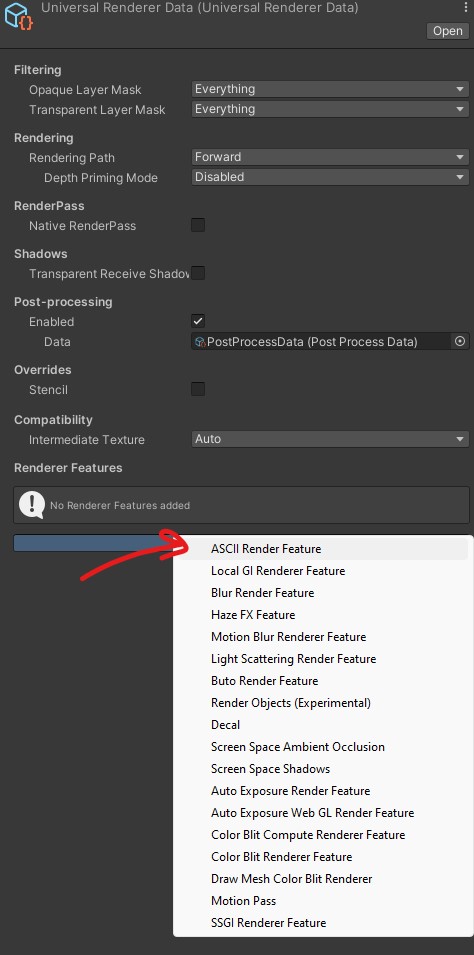 Universal Renderer Data (Universal Renderer Data)
Open
Filtering
Opaque Layer Mask Everything
Transparent Layer Mask Everything
Rendering
Rendering Path Forward
Depth Priming Mode Disabled
RenderPass
Native RenderPass
Shadows
Transparent Receive Shadov
Post-processing
Enabled
Data PostProcessData (Post Process Data)
Overrides
Stencil
Compatibility
Intermediate Texture Auto
Renderer Features
No Renderer Features added
ASCII Render Feature
Local GI Renderer Feature
Blur Render Feature
Haze FX Feature
Motion Blur Renderer Feature
Light Scattering Render Feature
Buto Render Feature
Render Objects (Experimental)
Decal
Screen Space Ambient Occlusion
Screen Space Shadows
Auto Exposure Render Feature
Auto Exposure Web GL Render Feature
Color Blit Compute Renderer Feature
Color Blit Renderer Feature
Draw Mesh Color Blit Renderer
Motion Pass
SSGI Renderer Feature